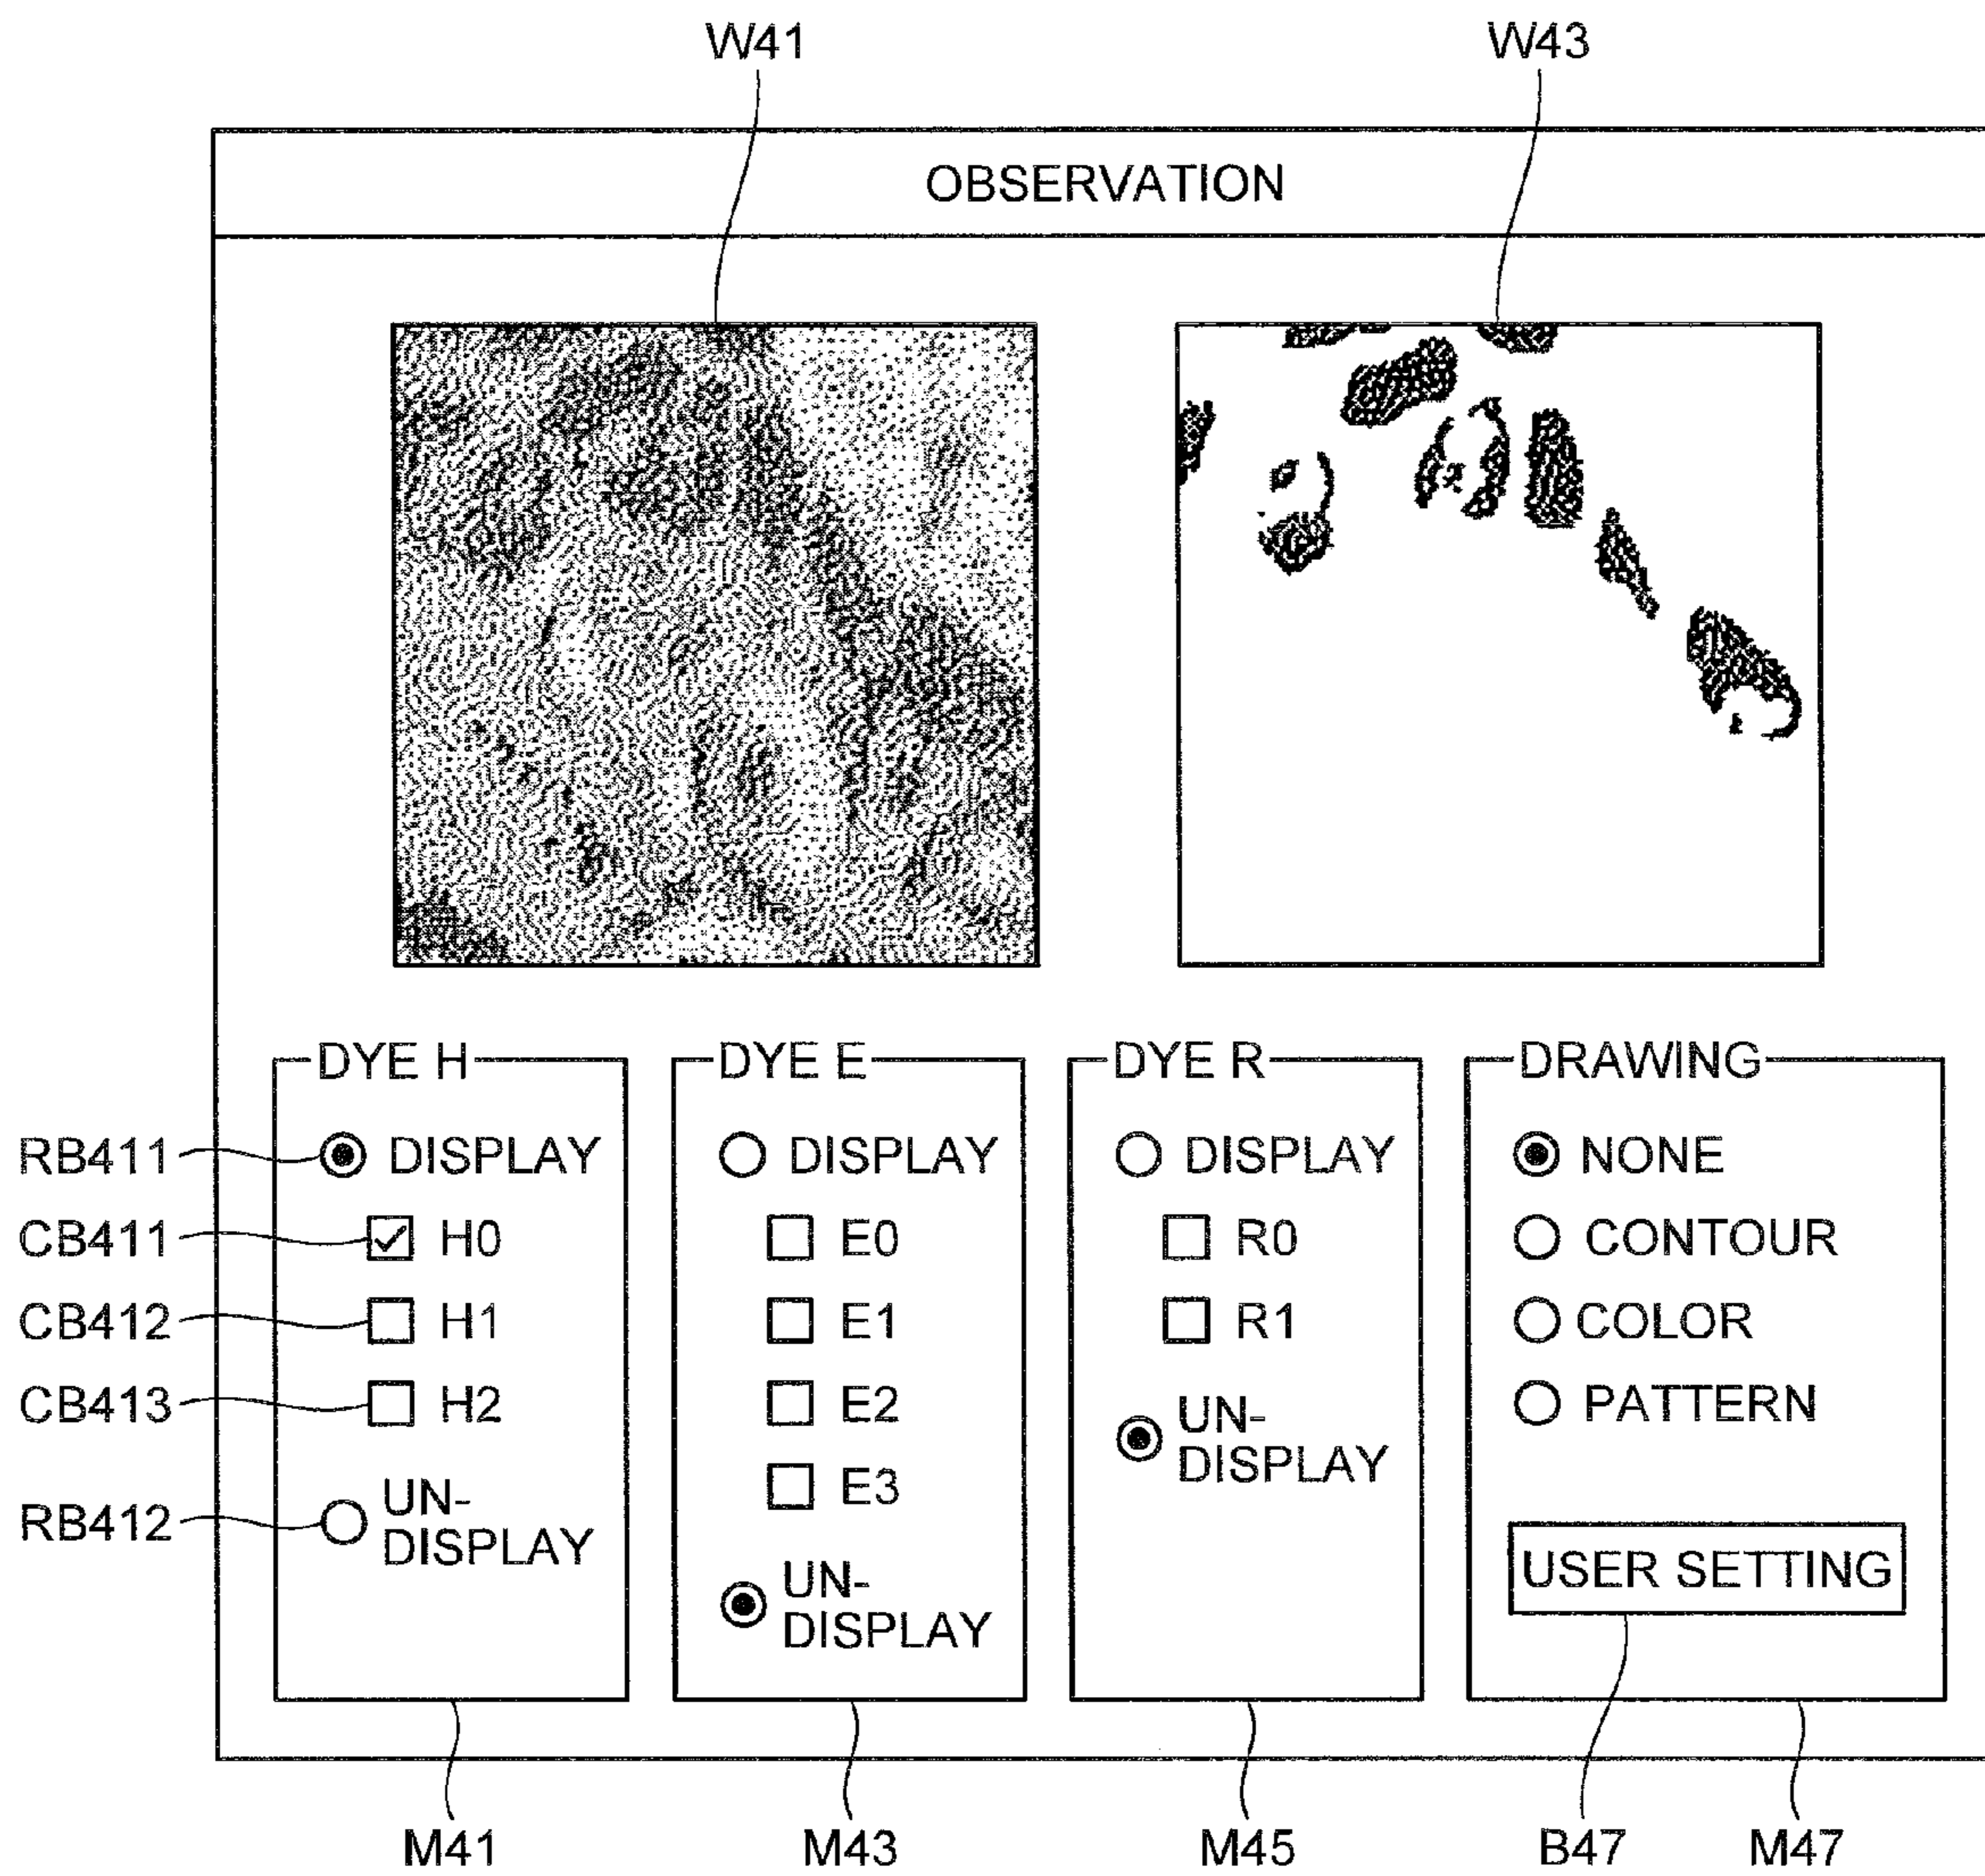 W41
W43
OBSERVATION
DYE H
RB411
DISPLAY
CB411
H0
CB412
H1
CB413
H2
RB412
UN-
DISPLAY
DYE E
DISPLAY
E0
E1
E2
E3
UN-
DISPLAY
DYE R
DISPLAY
R0
R1
UN-
DISPLAY
DRAWING
NONE
CONTOUR
COLOR
PATTERN
USER SETTING
M41
M43
M45
B47
M47